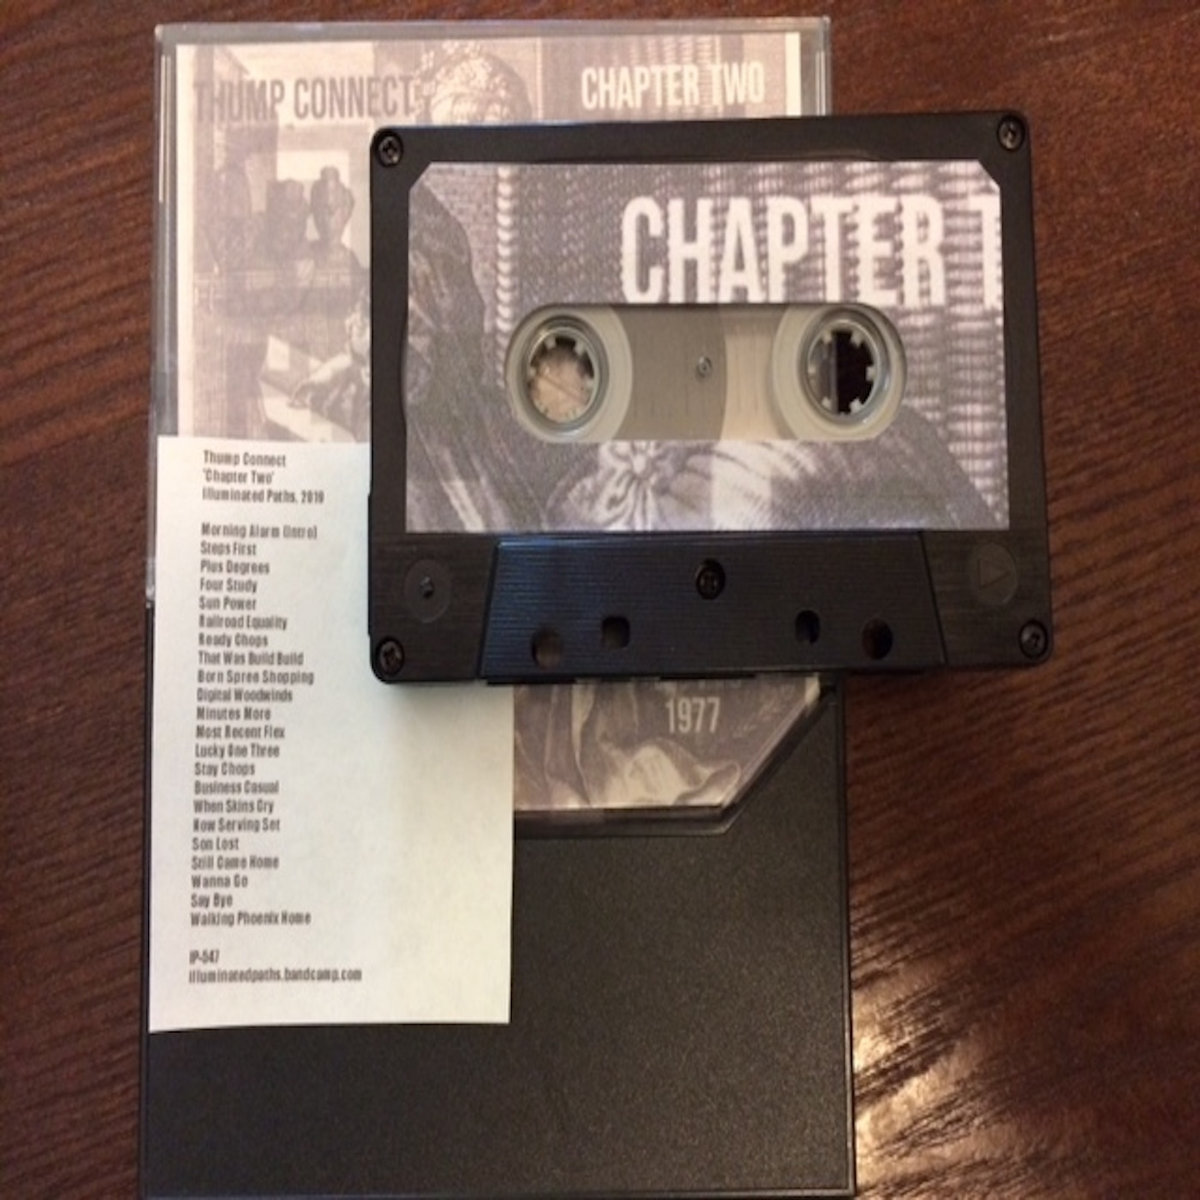 THUMP CONNECT
CHAPTER TWO
CHAPTER T
1977
Thump Connect
'Chapter Two'
Illuminated Paths, 2019
Morning Alarm (Intro)
Steps First
Plus Degrees
Four Study
Sun Power
Railroad Equality
Ready Chops
That Was Build Build
Born Spree Shopping
Digital Woodwinds
Minutes More
Most Recent Flex
Lucky One Three
Stay Chops
Business Casual
When Skins Cry
Now Serving Set
Son Lost
Still Came Home
Wanna Go
Say Bye
Walking Phoenix Home
IP-547
illuminatedpaths.bandcamp.com